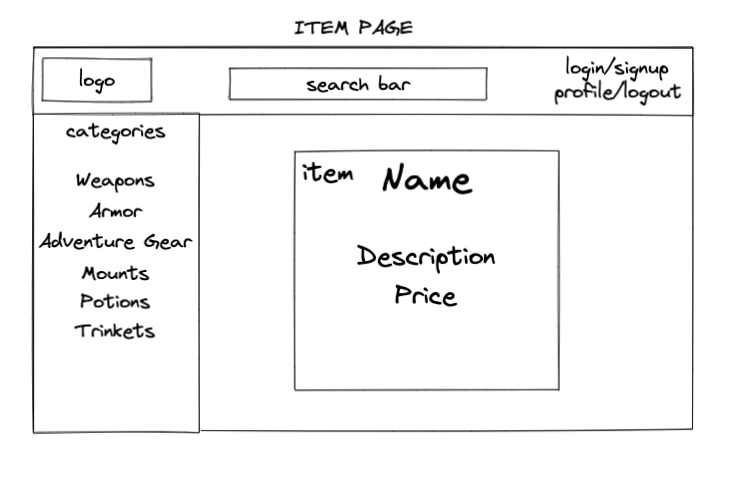 ITEM PAGE
logo
search bar
login/signup
profile/logout
categories
Weapons
Armor
Adventure Gear
Mounts
Potions
Trinkets
item
Name
Description
Price